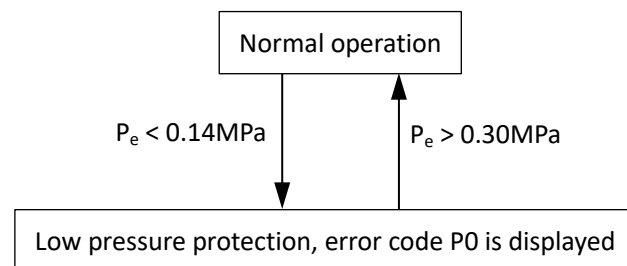 Normal operation
Pₑ < 0.14MPa
Pₑ > 0.30MPa
Low pressure protection, error code P0 is displayed